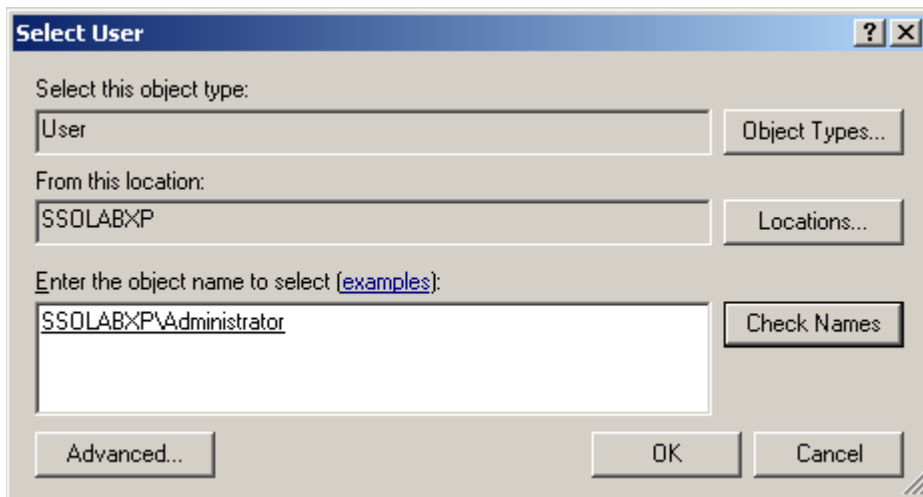 Select User
Select this object type:
User
Object Types...
From this location:
SSOLABXP
Locations...
Enter the object name to select (examples):
SSOLABXP\Administrator
Check Names
Advanced...
OK
Cancel